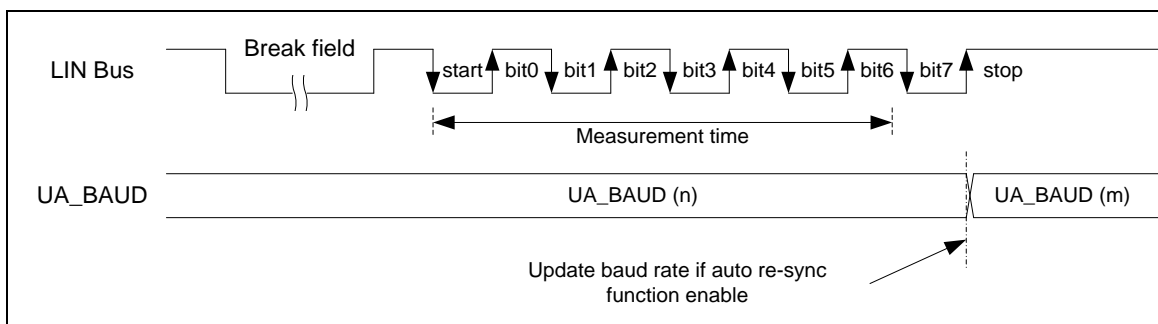 Break field
LIN Bus
start bit0 bit1 bit2 bit3 bit4 bit5 bit6 bit7 stop
Measurement time
UA_BAUD
UA_BAUD (n)
UA_BAUD (m)
Update baud rate if auto re-sync
function enable